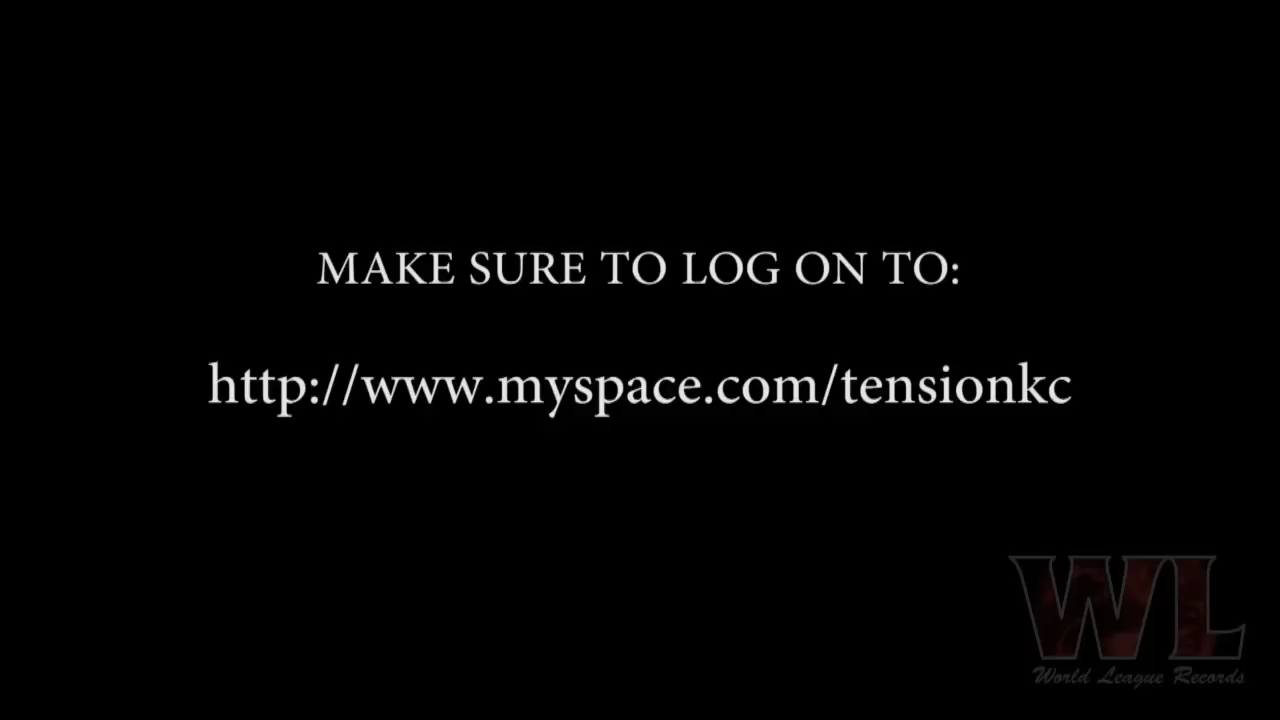 MAKE SURE TO LOG ON TO:
http://www.myspace.com/tensionkc
WL
World League Records